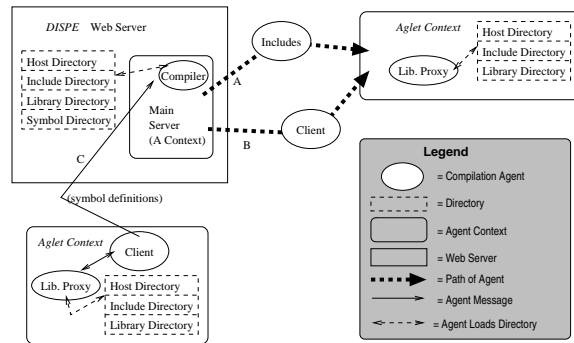 DISPE Web Server
Host Directory
Include Directory
Library Directory
Symbol Directory
Compiler
Main
Server
(A Context)
A
B
C
Includes
Client
Aglet Context
Lib. Proxy
Host Directory
Include Directory
Library Directory
(symbol definitions)
Aglet Context
Client
Lib. Proxy
Host Directory
Include Directory
Library Directory
Legend
= Compilation Agent
= Directory
= Agent Context
= Web Server
= Path of Agent
= Agent Message
= Agent Loads Directory